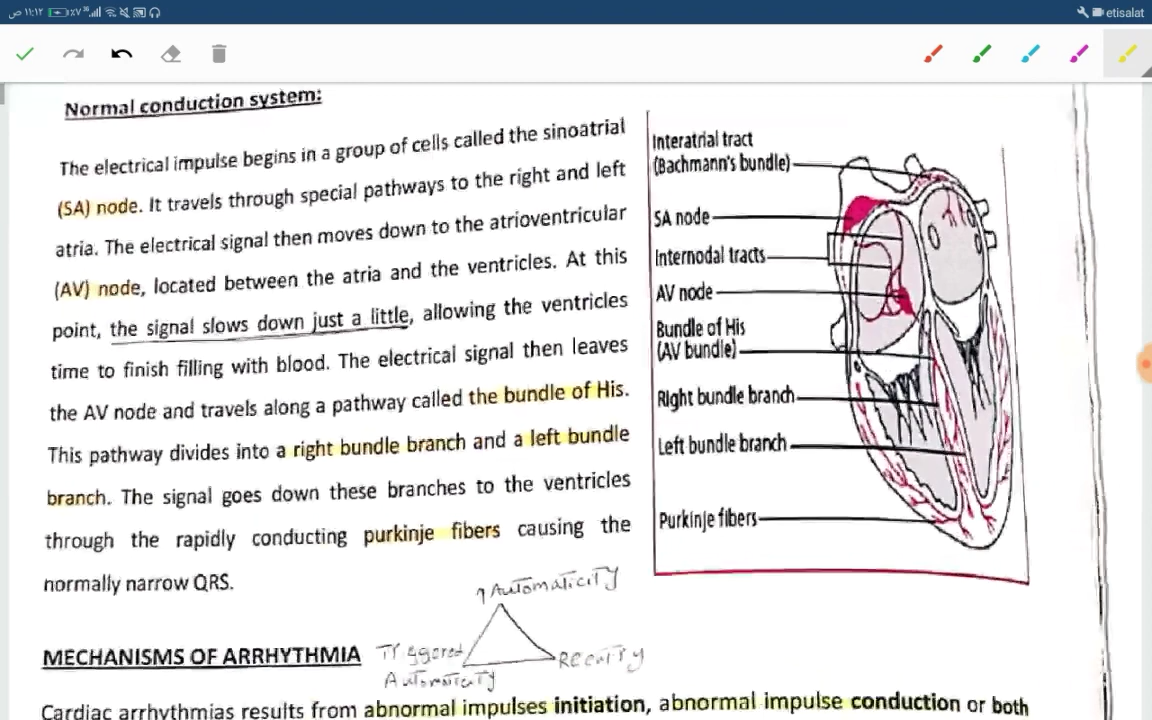 ١١:١٢ ص
etisalat
Normal conduction system:
The electrical impulse begins in a group of cells called the sinoatrial
(SA) node. It travels through special pathways to the right and left
atria. The electrical signal then moves down to the atrioventricular
(AV) node, located between the atria and the ventricles. At this
point, the signal slows down just a little, allowing the ventricles
time to finish filling with blood. The electrical signal then leaves
the AV node and travels along a pathway called the bundle of His.
This pathway divides into a right bundle branch and a left bundle
branch. The signal goes down these branches to the ventricles
through the rapidly conducting purkinje fibers causing the
normally narrow QRS.
Interatrial tract
(Bachmann's bundle)
SA node
Internodal tracts
AV node
Bundle of His
(AV bundle)
Right bundle branch
Left bundle branch
Purkinje fibers
↑ Automaticity
Triggered
Automaticity
Reentry
MECHANISMS OF ARRHYTHMIA
Cardiac arrhythmias results from abnormal impulses initiation, abnormal impulse conduction or both